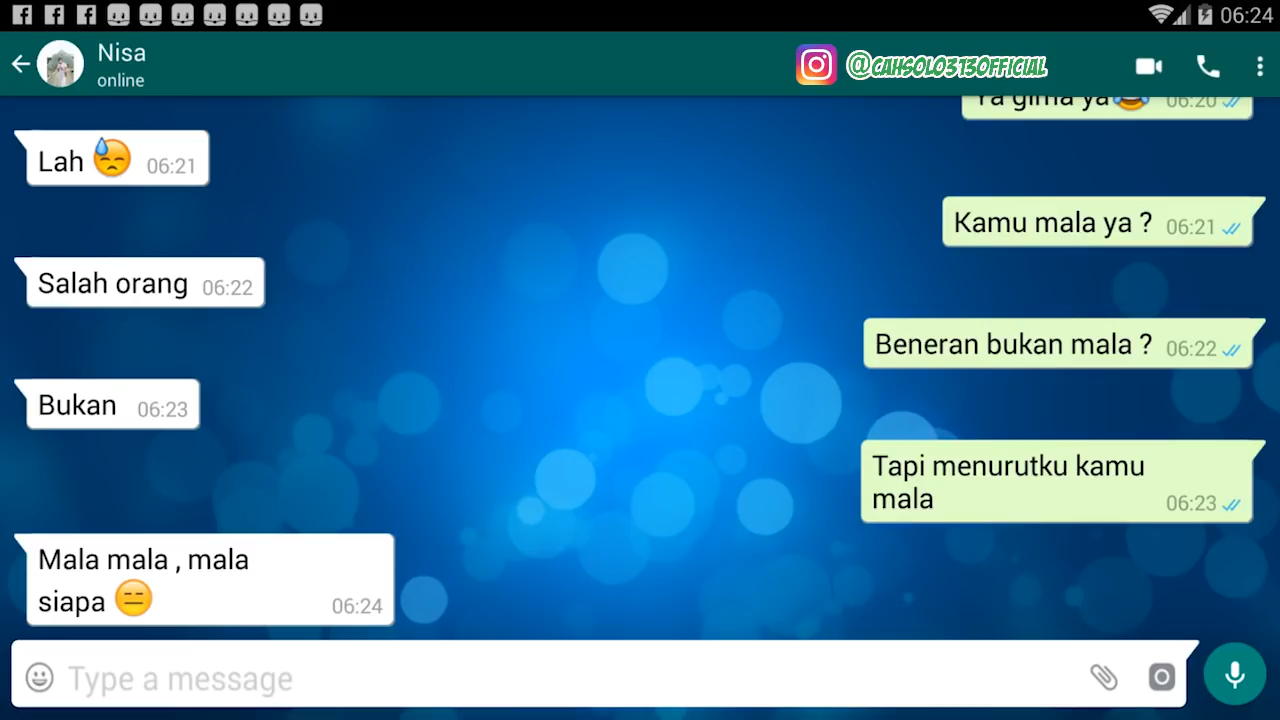 06:24
Nisa
online
@CAHSOLO313OFFICIAL
06:20
Lah 06:21
Kamu mala ya ? 06:21
Salah orang 06:22
Beneran bukan mala ? 06:22
Bukan 06:23
Tapi menurutku kamu
mala 06:23
Mala mala , mala
siapa 06:24
Type a message